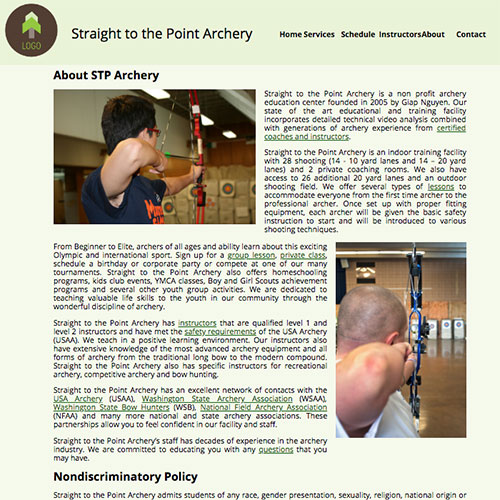 LOGO
Straight to the Point Archery
Home Services Schedule InstructorsAbout Contact
About STP Archery
Straight to the Point Archery is a non profit archery
education center founded in 2005 by Giap Nguyen. Our
state of the art educational and training facility
incorporates detailed technical video analysis combined
with generations of archery experience from certified
coaches and instructors.
Straight to the Point Archery is an indoor training facility
with 28 shooting (14 - 10 yard lanes and 14 – 20 yard
lanes) and 2 private coaching rooms. We also have
access to 26 additional 20 yard lanes and an outdoor
shooting field. We offer several types of lessons to
accommodate everyone from the first time archer to the
professional archer. Once set up with proper fitting
equipment, each archer will be given the basic safety
instruction to start and will be introduced to various
shooting techniques.
From Beginner to Elite, archers of all ages and ability learn about this exciting
Olympic and international sport. Sign up for a group lesson, private class,
schedule a birthday or corporate party or compete at one of our many
tournaments. Straight to the Point Archery also offers homeschooling
programs, kids club events, YMCA classes, Boy and Girl Scouts achievement
programs and several other youth group activities. We are dedicated to
teaching valuable life skills to the youth in our community through the
wonderful discipline of archery.
Straight to the Point Archery has instructors that are qualified level 1 and
level 2 instructors and have met the safety requirements of the USA Archery
(USAA). We teach in a positive learning environment. Our instructors also
have extensive knowledge of the most advanced archery equipment and all
forms of archery from the traditional long bow to the modern compound.
Straight to the Point Archery also has specific instructors for recreational
archery, competitive archery and bow hunting.
Straight to the Point Archery has an excellent network of contacts with the
USA Archery (USAA), Washington State Archery Association (WSAA),
Washington State Bow Hunters (WSB), National Field Archery Association
(NFAA) and many more national and state archery associations. These
partnerships allow you to feel confident in our facility and staff.
Straight to the Point Archery's staff has decades of experience in the archery
industry. We are committed to educating you with any questions that you
may have.
Nondiscriminatory Policy
Straight to the Point Archery admits students of any race, gender presentation, sexuality, religion, national origin or